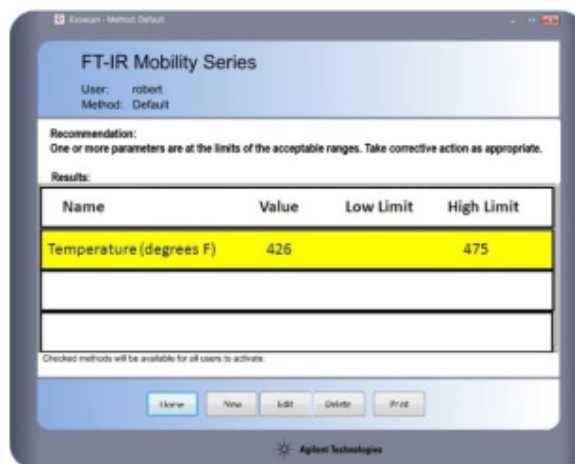 Exoscan - Method: Default
FT-IR Mobility Series
User: robert
Method: Default
Recommendation:
One or more parameters are at the limits of the acceptable ranges. Take corrective action as appropriate.
Results:
Name Value Low Limit High Limit
Temperature (degrees F) 426 475
Checked methods will be available for all users to activate.
Home New Edit Delete Print
Agilent Technologies